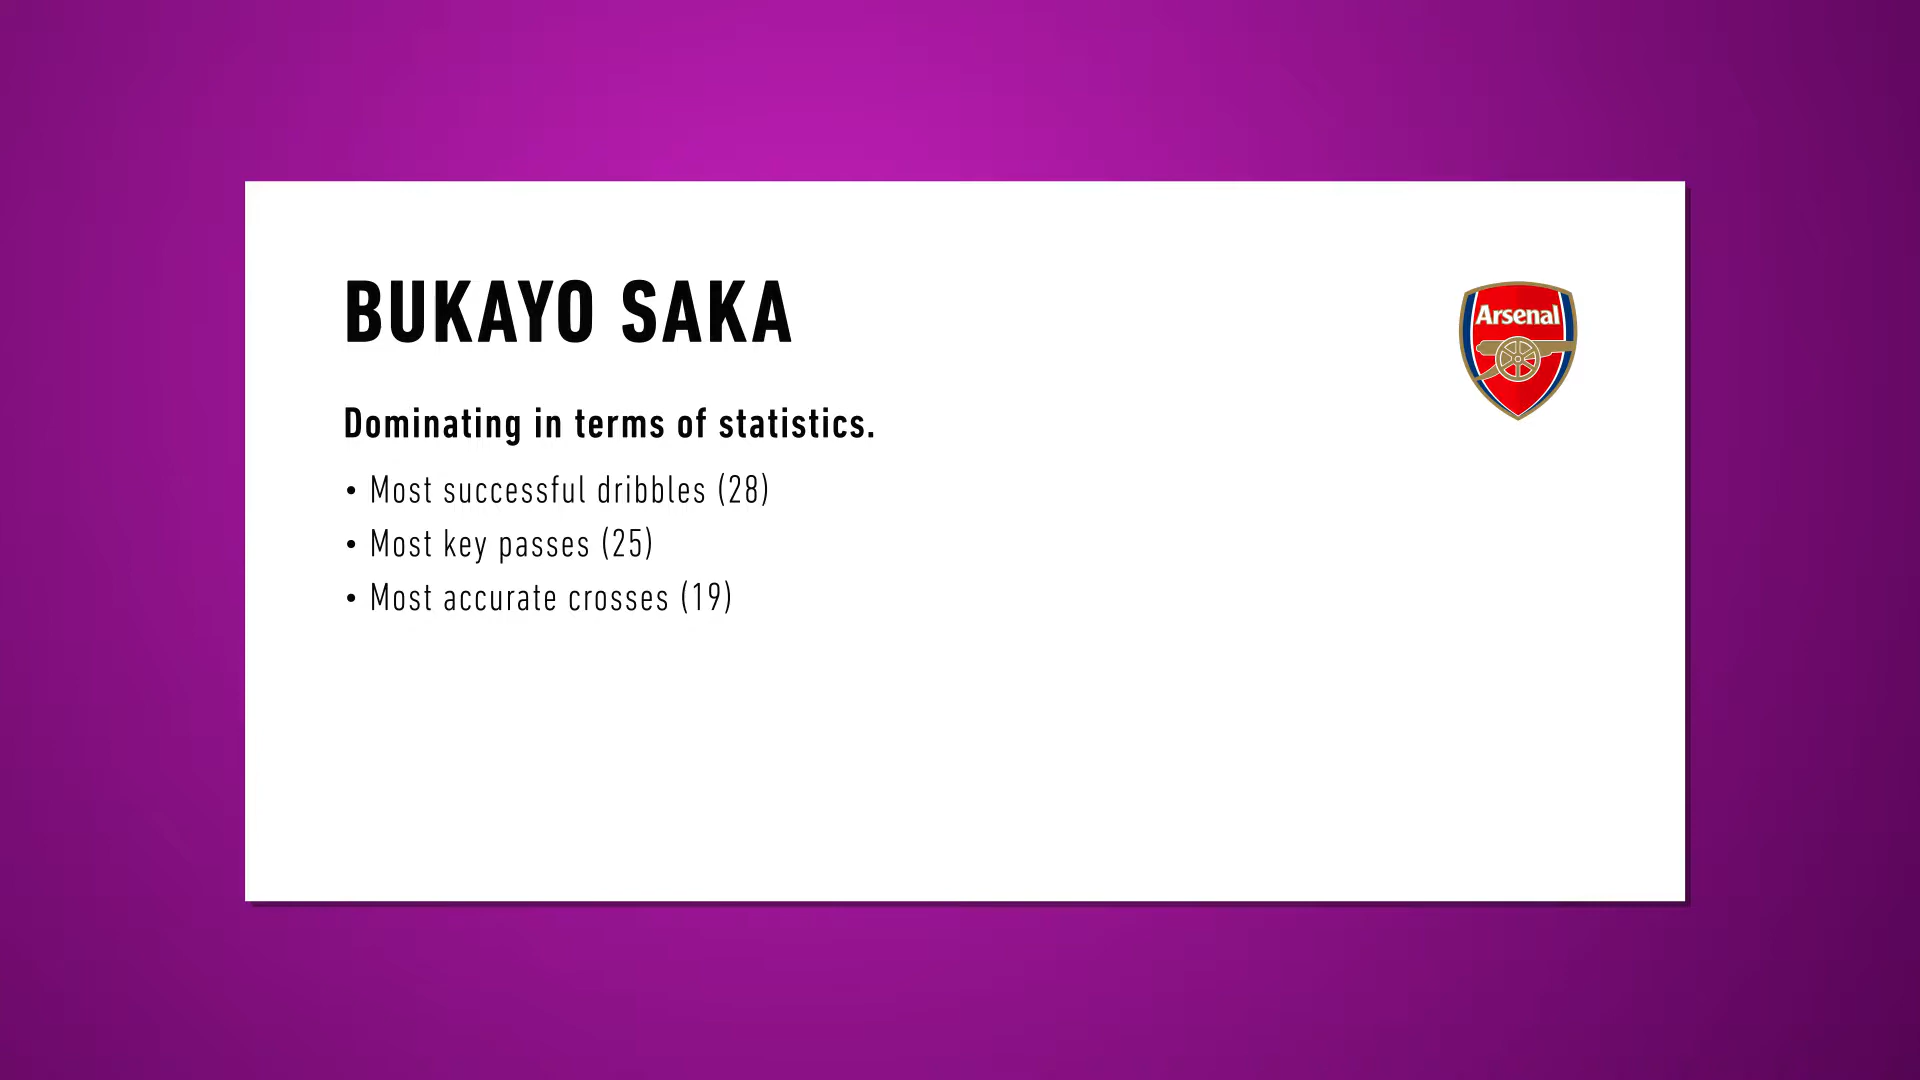 BUKAYO SAKA
Arsenal
Dominating in terms of statistics.
• Most successful dribbles (28)
• Most key passes (25)
• Most accurate crosses (19)